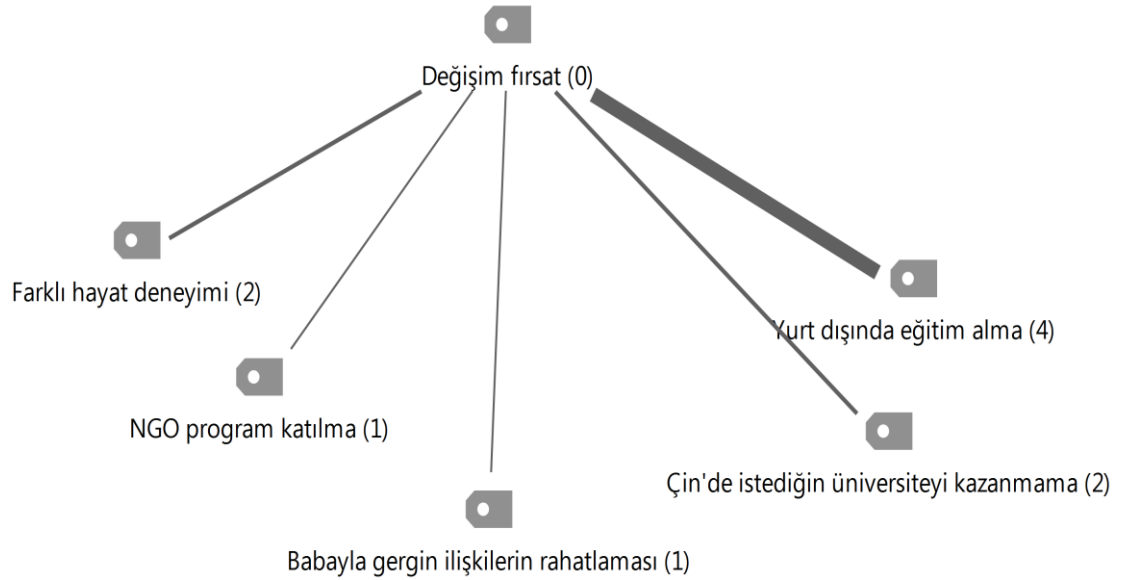 Değişim fırsat (0)
Farklı hayat deneyimi (2)
Yurt dışında eğitim alma (4)
NGO program katılma (1)
Çin'de istediğin üniversiteyi kazanmama (2)
Babayla gergin ilişkilerin rahatlaması (1)